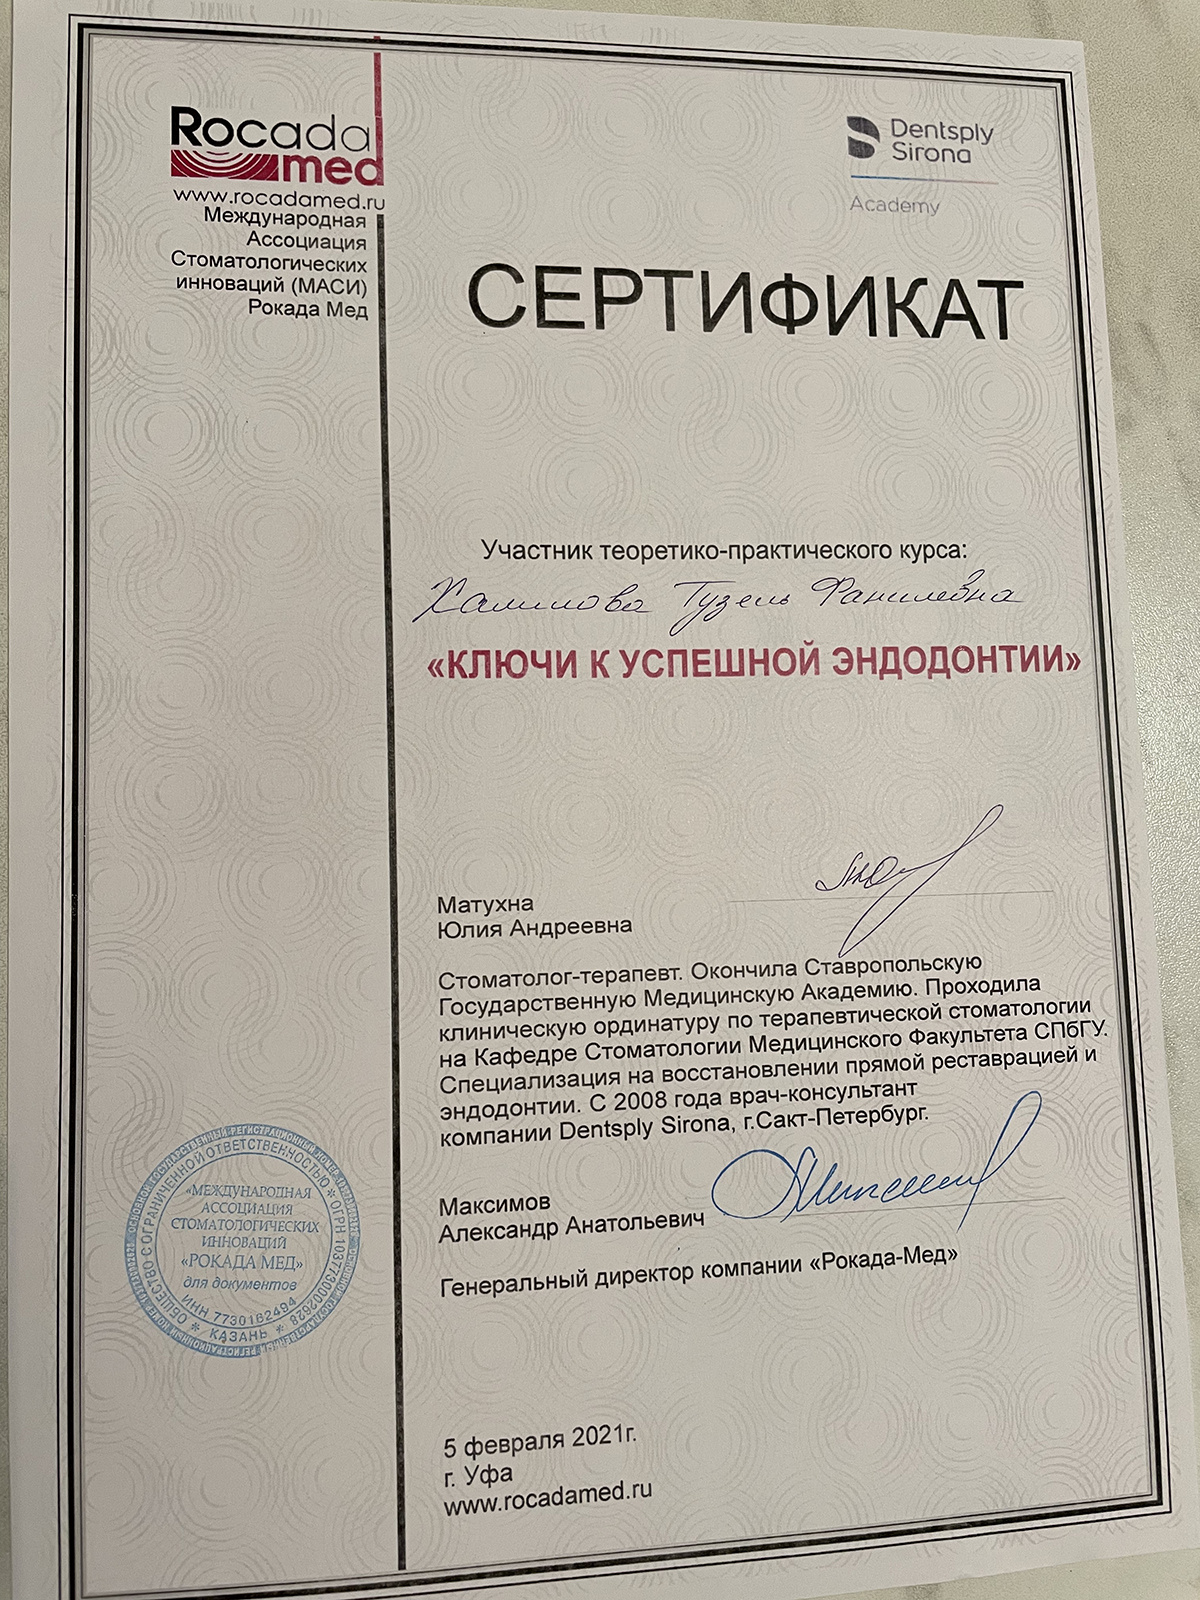 Rocada
med
www.rocadamed.ru
Международная
Ассоциация
Стоматологических
инноваций (МАСИ)
Рокада Мед
Dentsply
Sirona
Academy
СЕРТИФИКАТ
Участник теоретико-практического курса:
Халилова Гузель Фанилевна
«КЛЮЧИ К УСПЕШНОЙ ЭНДОДОНТИИ»
Матухна
Юлия Андреевна
Стоматолог-терапевт. Окончила Ставропольскую
Государственную Медицинскую Академию. Проходила
клиническую ординатуру по терапевтической стоматологии
на Кафедре Стоматологии Медицинского Факультета СПбГУ.
Специализация на восстановлении прямой реставрацией и
эндодонтии. С 2008 года врач-консультант
компании Dentsply Sirona, г.Сакт-Петербург.
Максимов
Александр Анатольевич
Генеральный директор компании «Рокада-Мед»
ОБЩЕСТВО С ОГРАНИЧЕННОЙ ОТВЕТСТВЕННОСТЬЮ * ОГРН 1037730002628
«МЕЖДУНАРОДНАЯ
АССОЦИАЦИЯ
СТОМАТОЛОГИЧЕСКИХ
ИННОВАЦИЙ
«РОКАДА МЕД»
для документов
ИНН 7730182494
* КАЗАНЬ *
5 февраля 2021г.
г. Уфа
www.rocadamed.ru